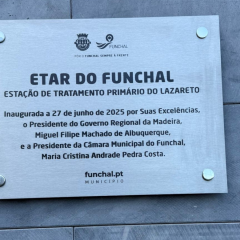 FUNCHAL
ETAR DO FUNCHAL
ESTAÇÃO DE TRATAMENTO PRIMÁRIO DO LAZARETO
Inaugurada a 27 de junho de 2025 por Suas Excelências,
o Presidente do Governo Regional da Madeira,
Miguel Filipe Machado de Albuquerque,
e a Presidente da Câmara Municipal do Funchal,
Maria Cristina Andrade Pedra Costa.
funchal.pt
MUNICÍPIO